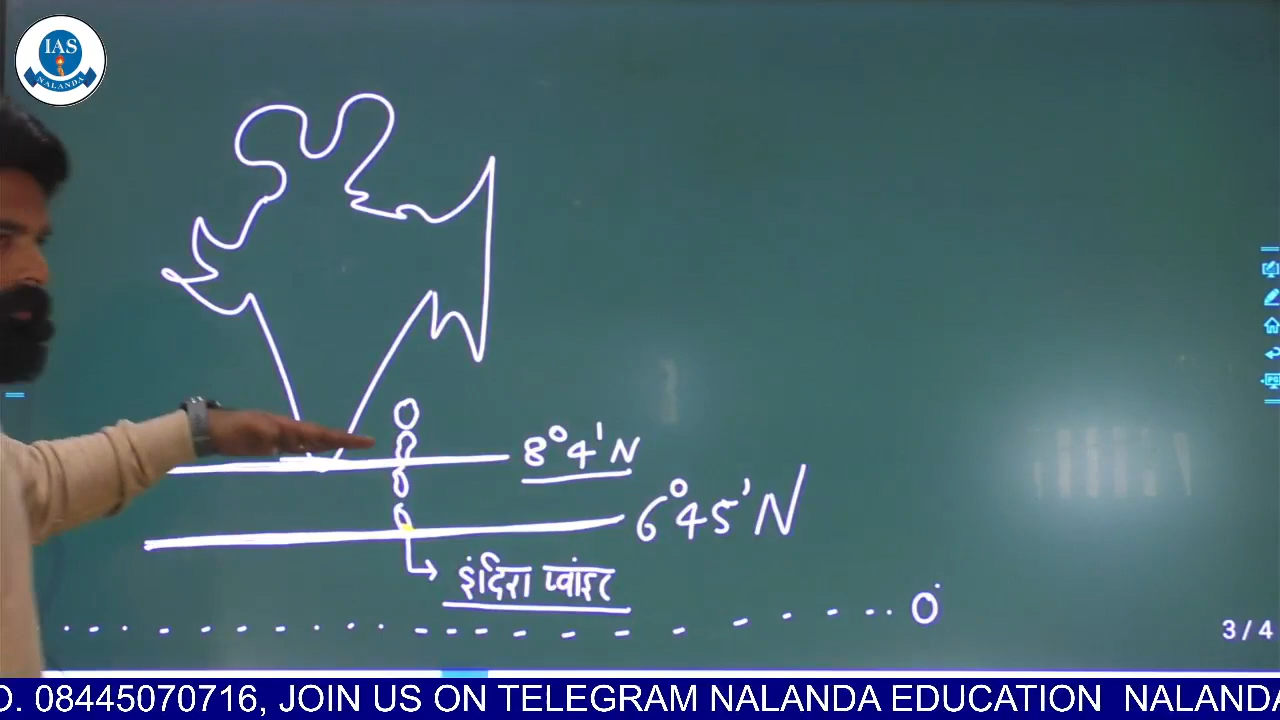 IAS
NALANDA
8°4'N
6°45'N
इंदिरा प्वाइंट
0°
3 / 4
O. 08445070716, JOIN US ON TELEGRAM NALANDA EDUCATION NALANDA